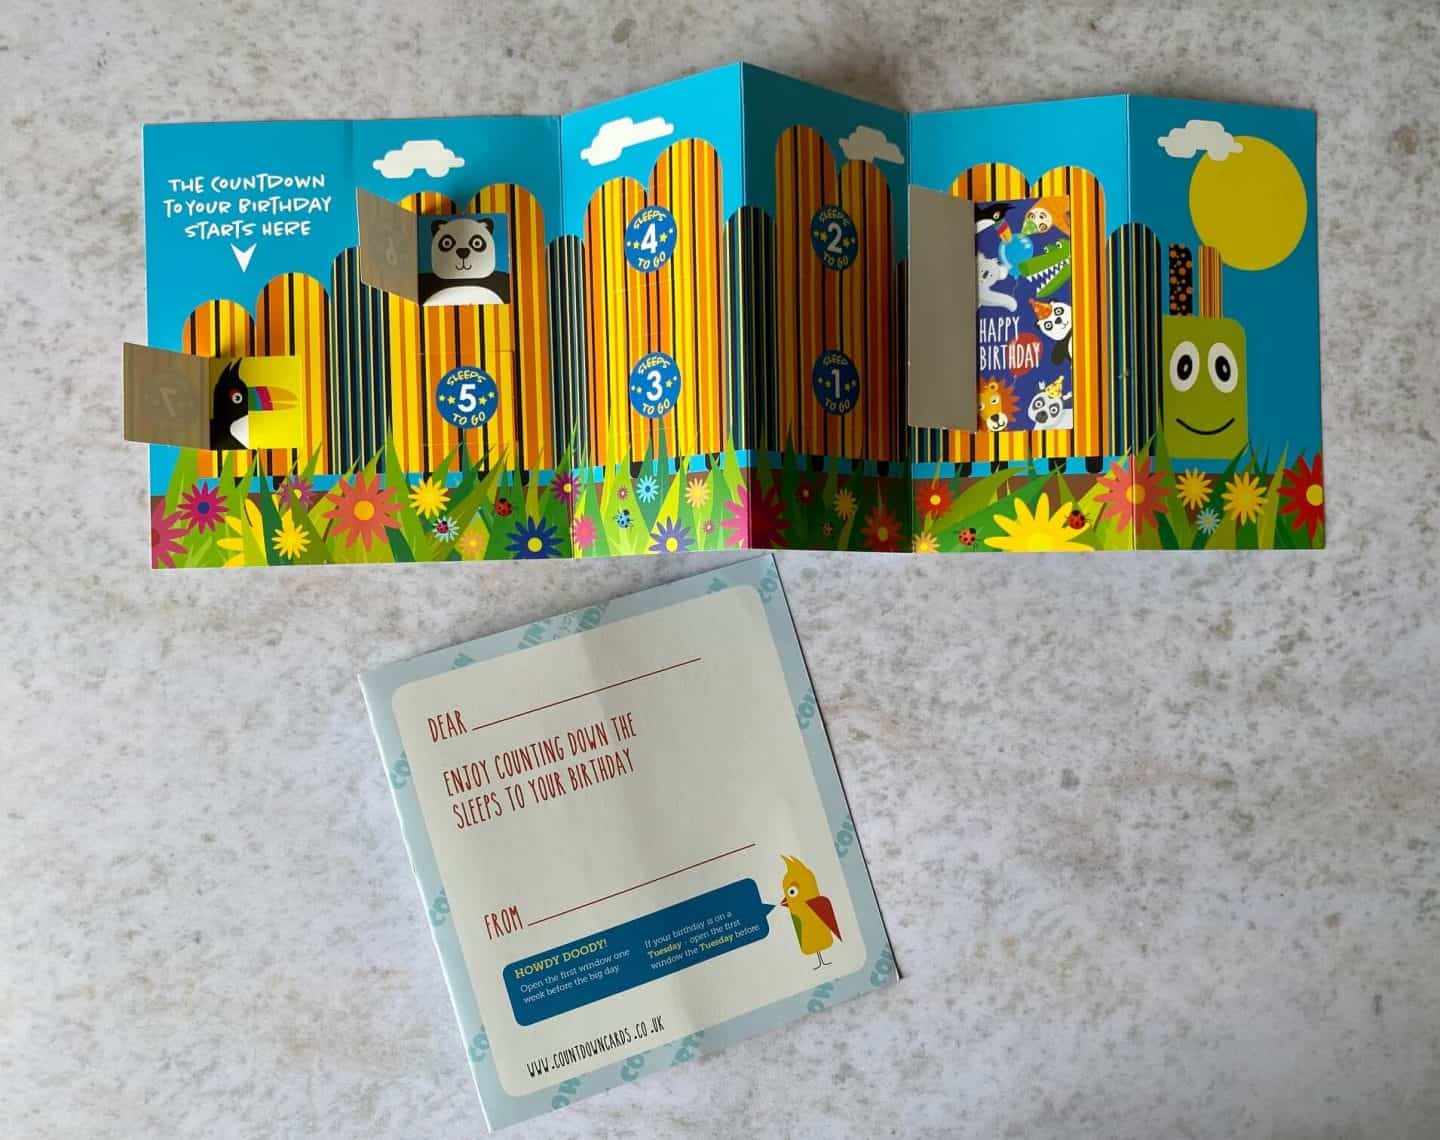 THE COUNTDOWN
TO YOUR BIRTHDAY
STARTS HERE
7
6
SLEEPS
5
TO GO
SLEEPS
4
TO GO
SLEEPS
3
TO GO
SLEEPS
2
TO GO
SLEEPS
1
TO GO
HAPPY
BIRTHDAY
DEAR
ENJOY COUNTING DOWN THE
SLEEPS TO YOUR BIRTHDAY
FROM
HOWDY DOODY!
Open the first window one
week before the big day
If your birthday is on a
Tuesday - open the first
window the Tuesday before
WWW.COUNTDOWNCARDS.CO.UK